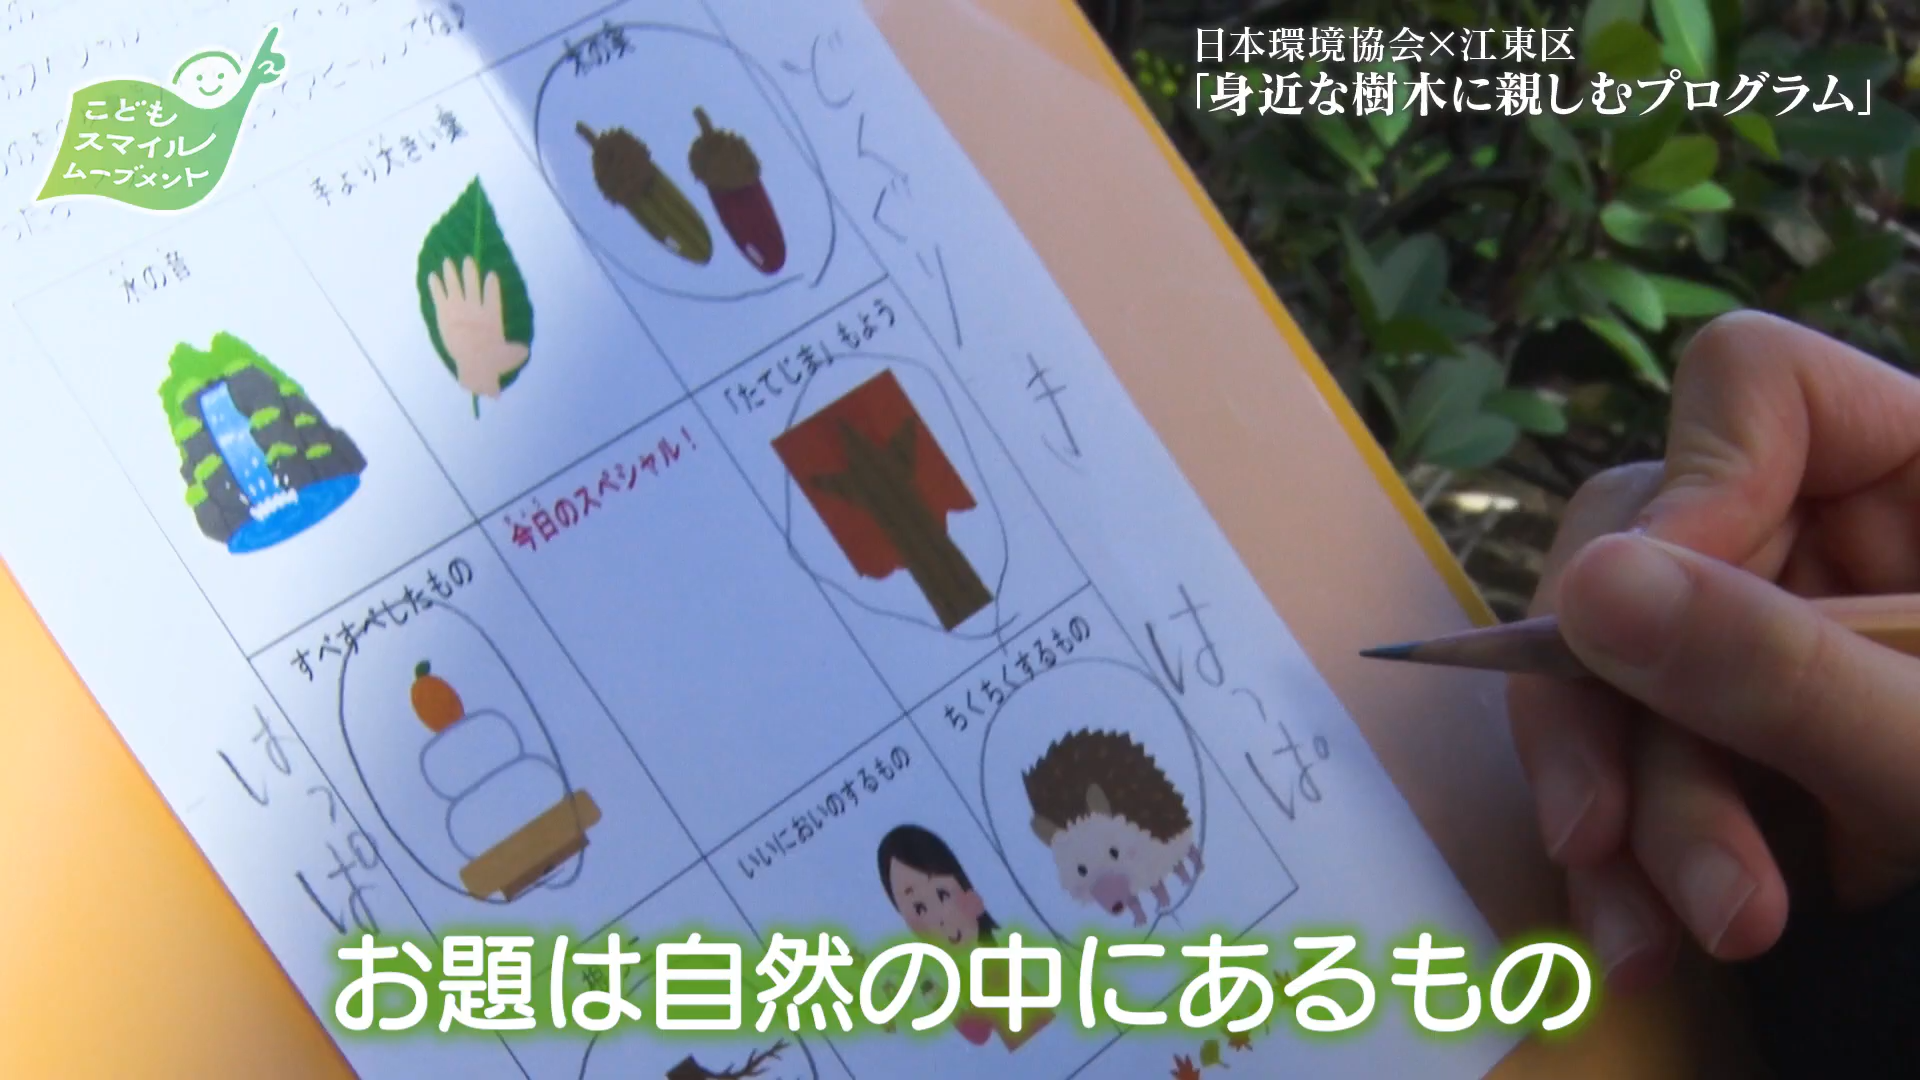 こども
スマイル
ムーブメント
日本環境協会×江東区
「身近な樹木に親しむプログラム」
木の実
どんぐり
手より大きい葉
水の音
「たてじま」もよう
き
今日のスペシャル！
きょう
すべすべしたもの
はっぱ
ちくちくするもの
はっぱ
いいにおいのするもの
お題は自然の中にあるもの